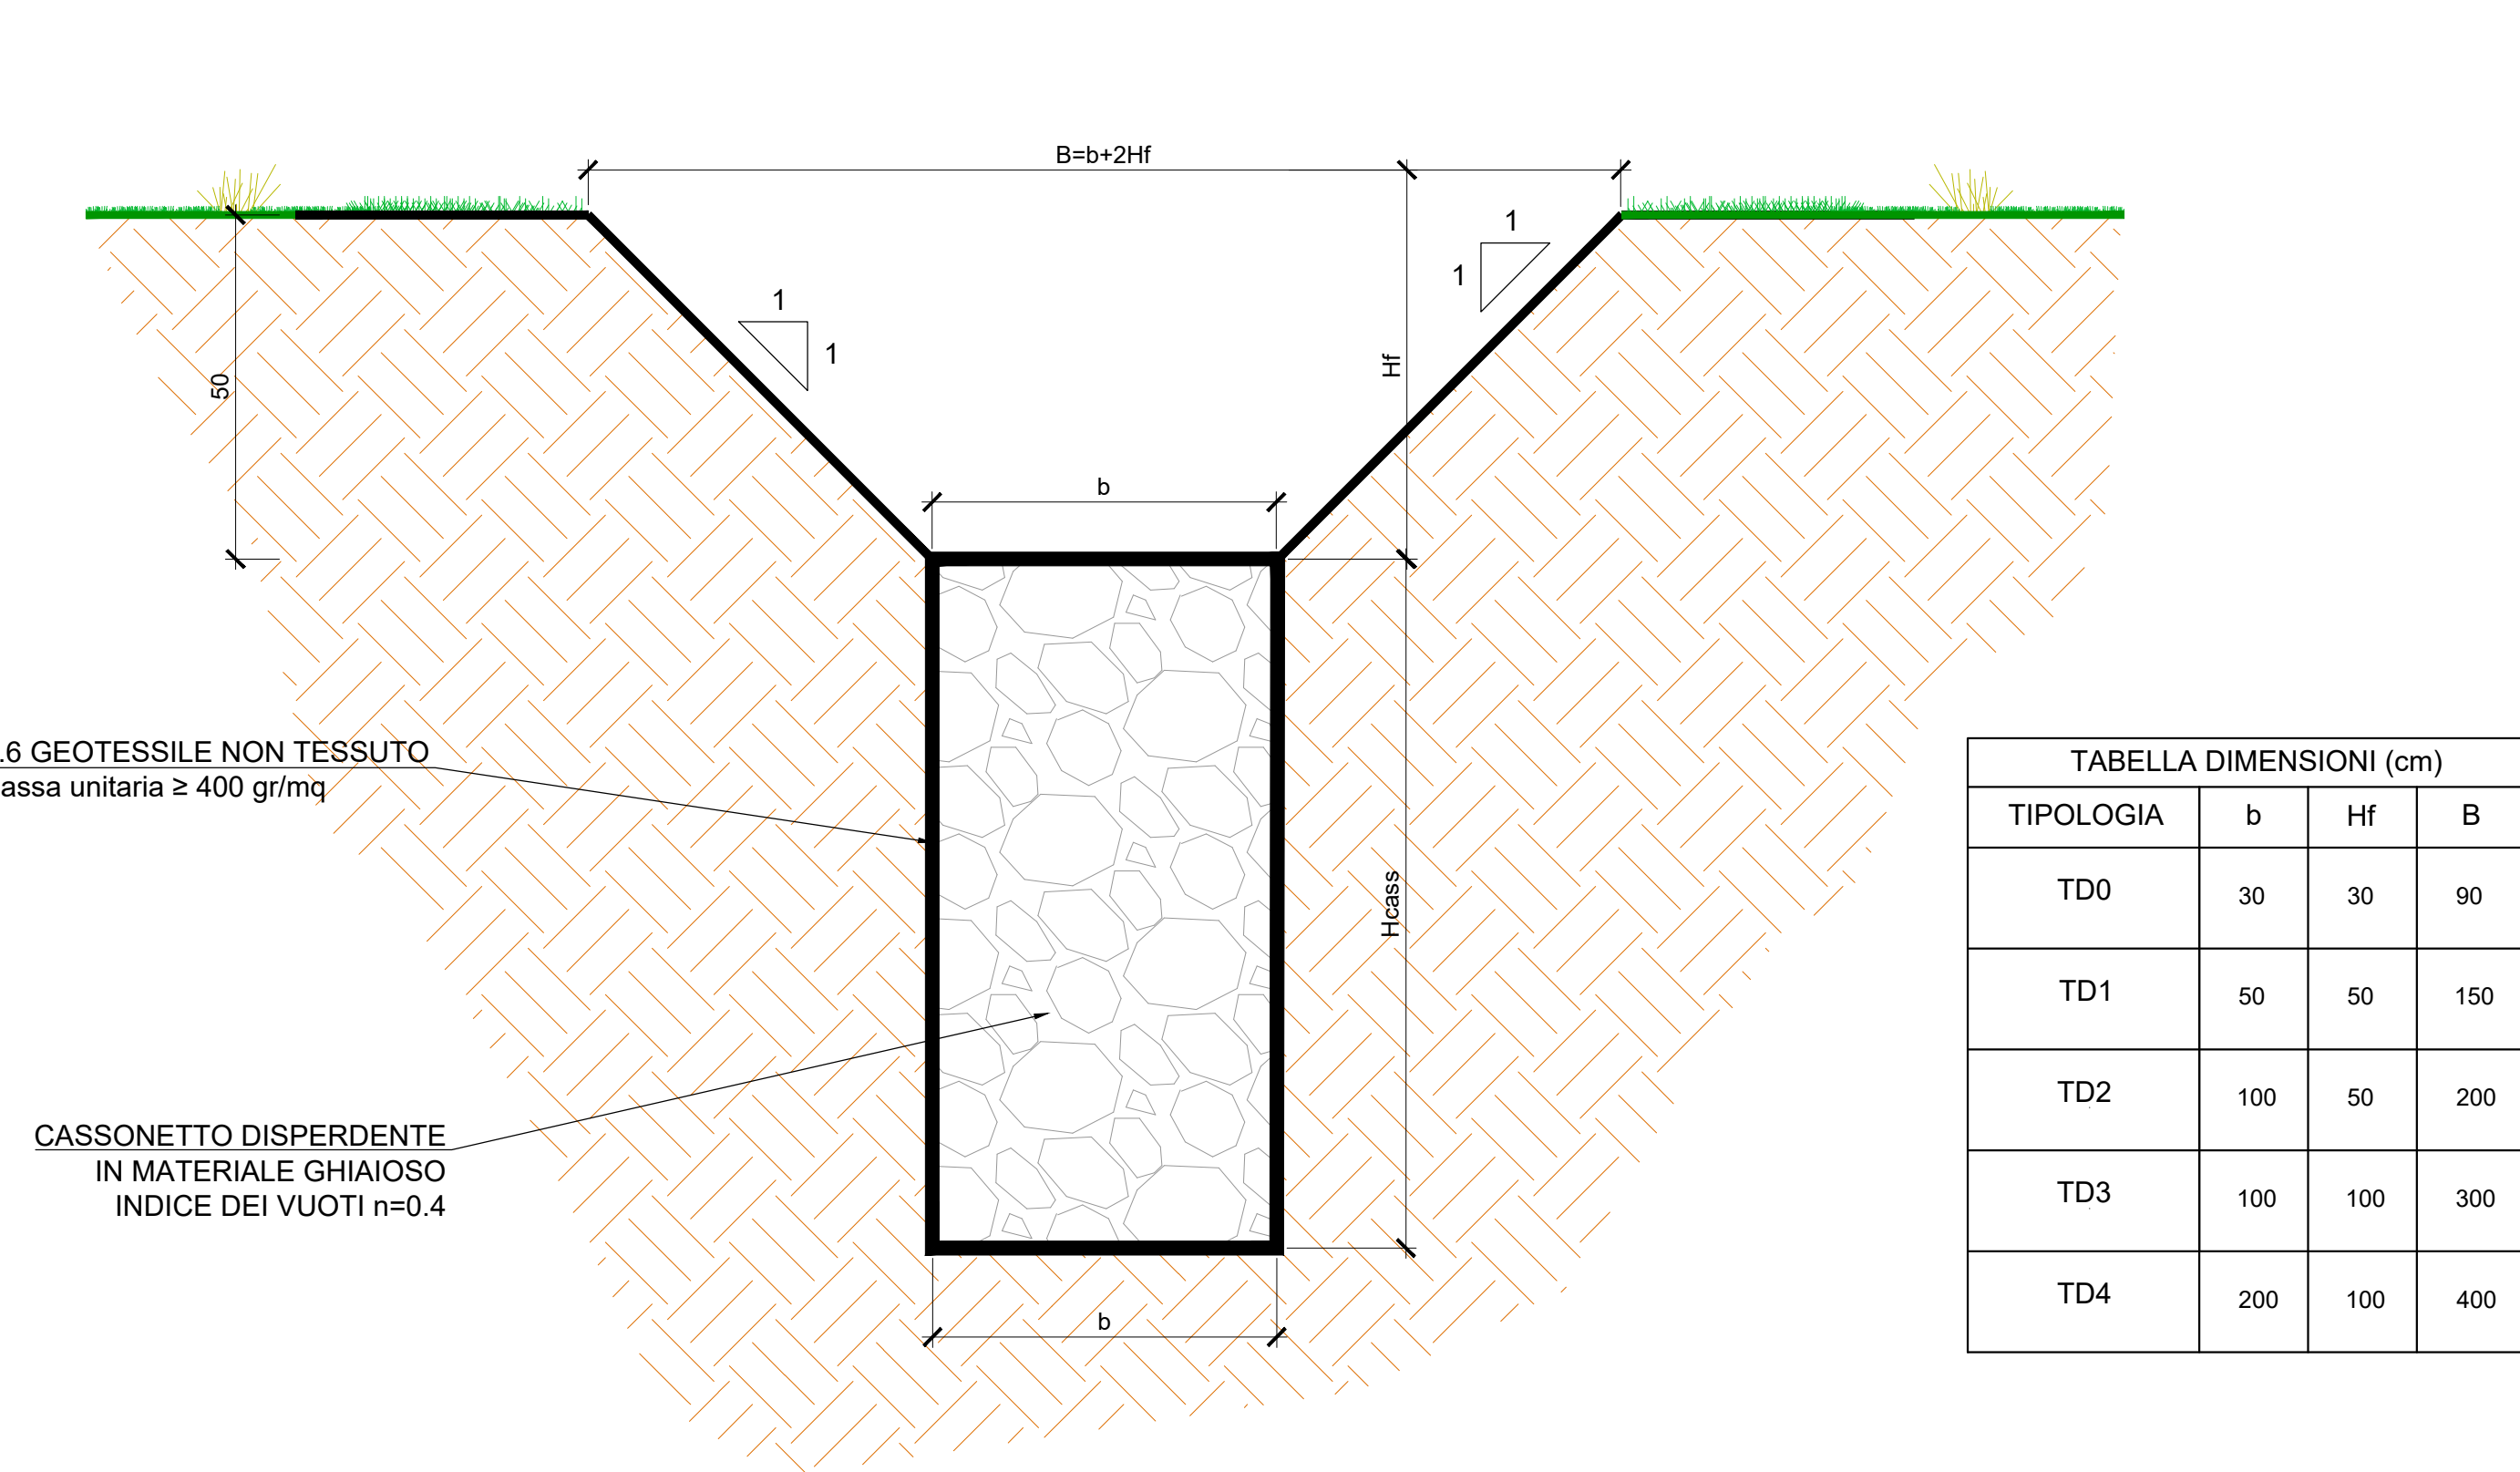 B=b+2Hf
1
1
1
1
50
Hf
b
.6 GEOTESSILE NON TESSUTO
assa unitaria ≥ 400 gr/mq
Hcass
CASSONETTO DISPERDENTE
IN MATERIALE GHIAIOSO
INDICE DEI VUOTI n=0.4
b
TABELLA DIMENSIONI (cm)
TIPOLOGIA b Hf B
TD0 30 30 90
TD1 50 50 150
TD2 100 50 200
TD3 100 100 300
TD4 200 100 400